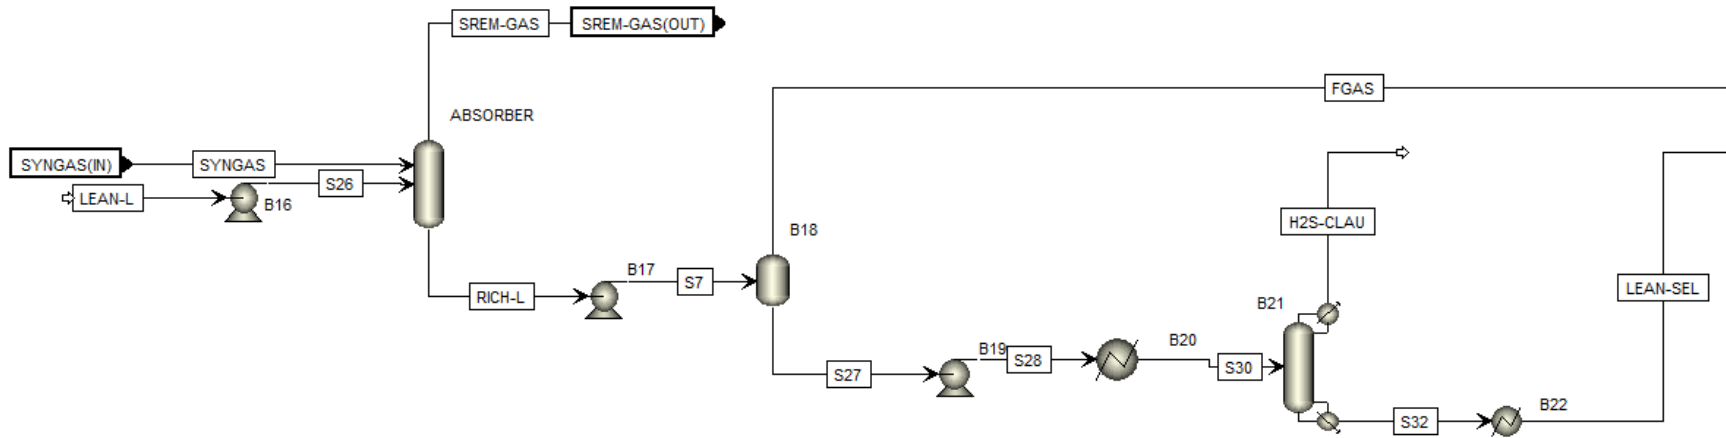 SREM-GAS
SREM-GAS(OUT)
FGAS
ABSORBER
SYNGAS(IN)
SYNGAS
S26
LEAN-L
B16
H2S-CLAU
B18
B17
S7
RICH-L
LEAN-SEL
B21
B20
B19
S28
S30
S27
B22
S32